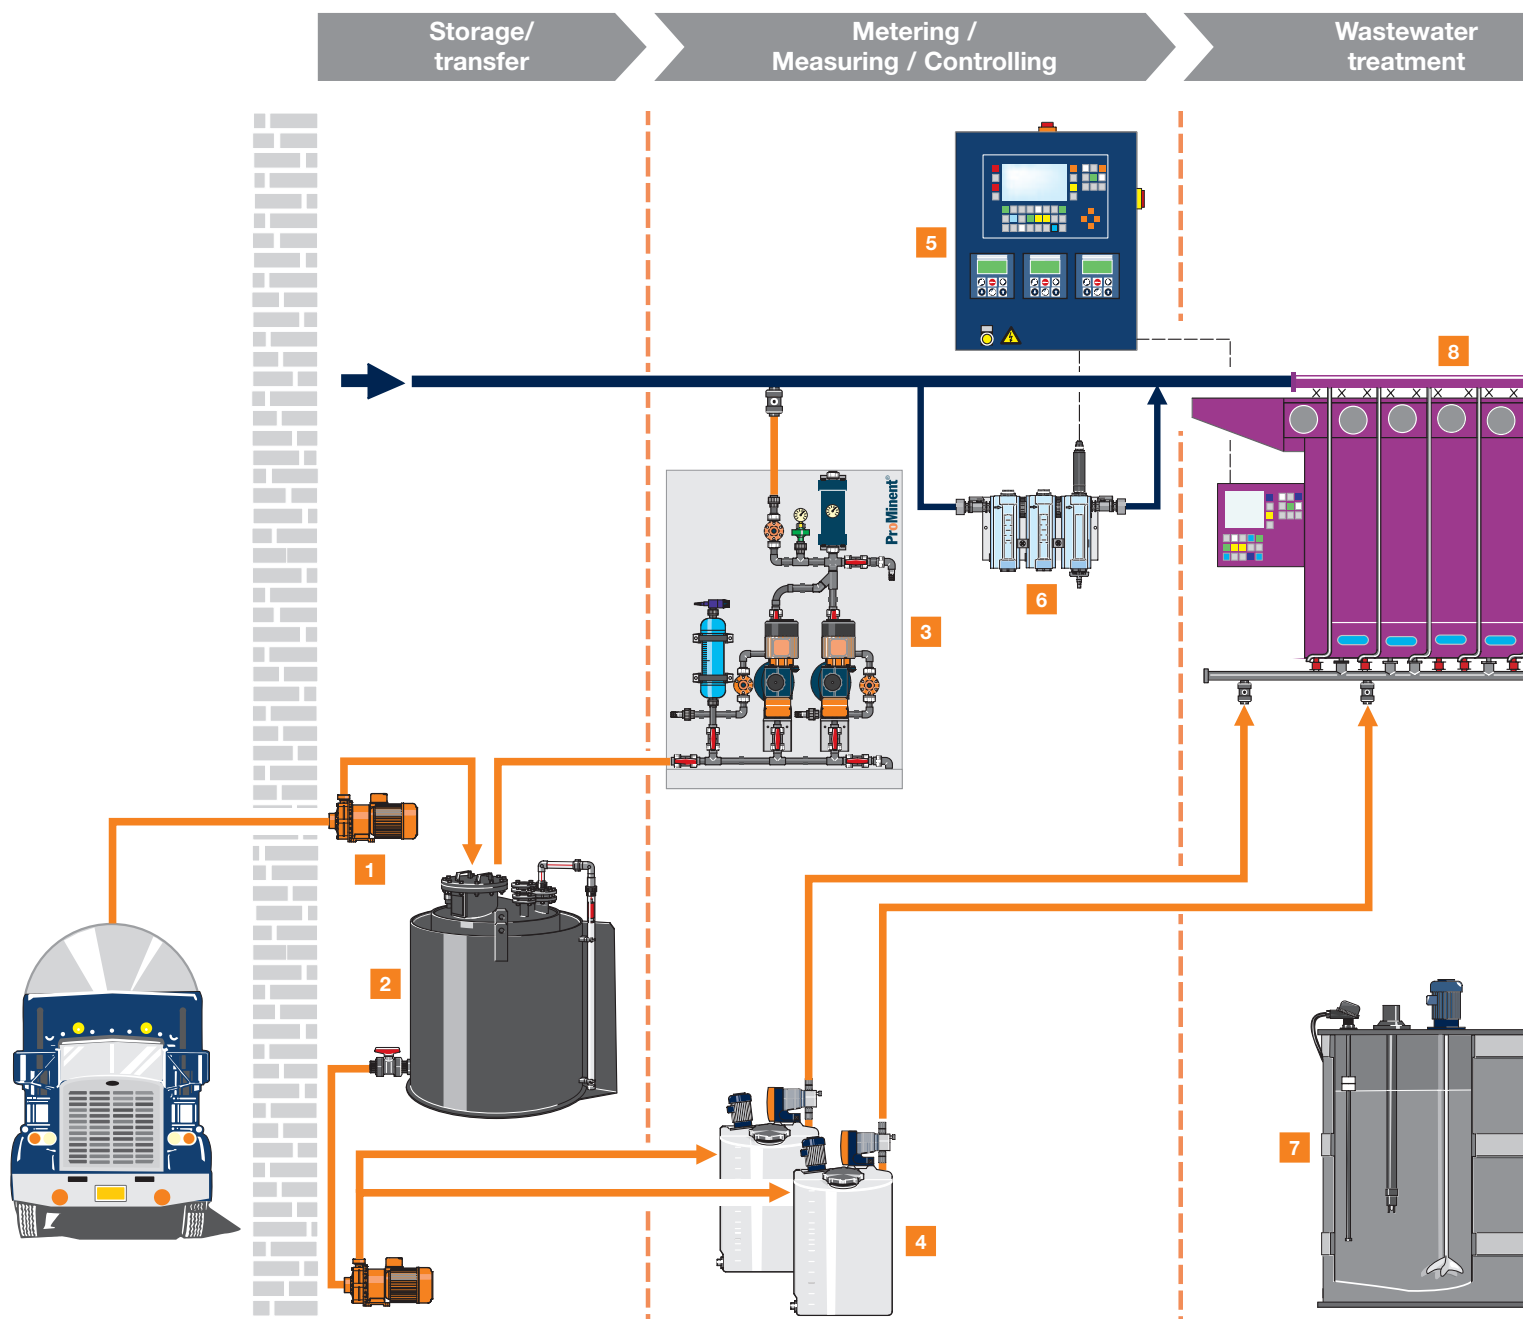 Storage/
transfer
Metering /
Measuring / Controlling
Wastewater
treatment
5
8
ProMinent®
6
3
1
2
7
4